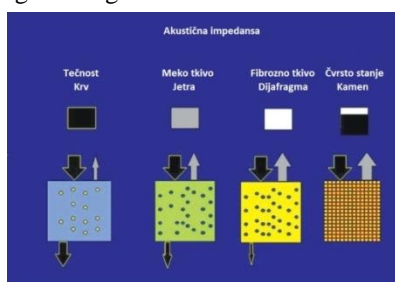 Akustična impedansa
Tečnost
Krv
Meko tkivo
Jetra
Fibrozno tkivo
Dijafragma
Čvrsto stanje
Kamen